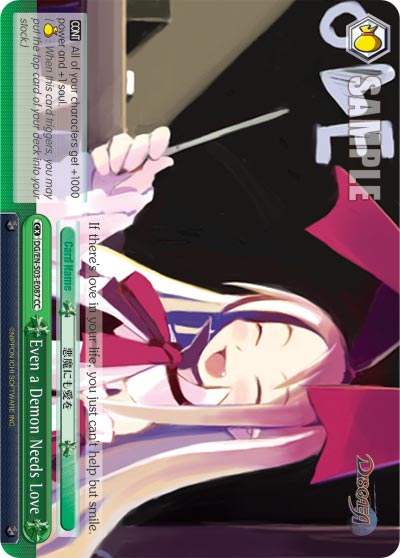 LOVE
SAMPLE
DISGAEA
If there's love in your life, you just can't help but smile.
[CONT] All of your characters get +1000
power and +1 soul.
( : When this card triggers, you may
put the top card of your deck into your
stock.)
Card Name
悪魔にも愛を
CX DG/EN-S03-E087 CC
Even a Demon Needs Love
©NIPPON ICHI SOFTWARE INC.